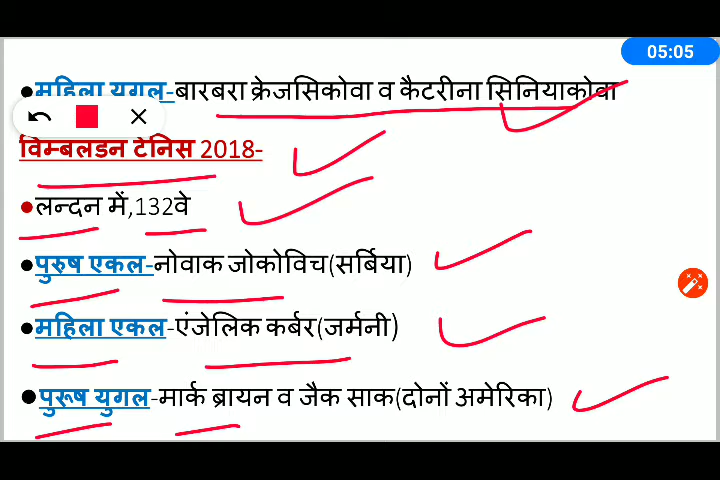 05:05
●महिला युगल-बारबरा क्रेजसिकोवा व कैटरीना सिनियाकोवा
विम्बलडन टेनिस 2018-
●लन्दन में,132वे
●पुरुष एकल-नोवाक जोकोविच(सर्बिया)
●महिला एकल-एंजेलिक कर्बर(जर्मनी)
●पुरूष युगल-मार्क ब्रायन व जैक साक(दोनों अमेरिका)